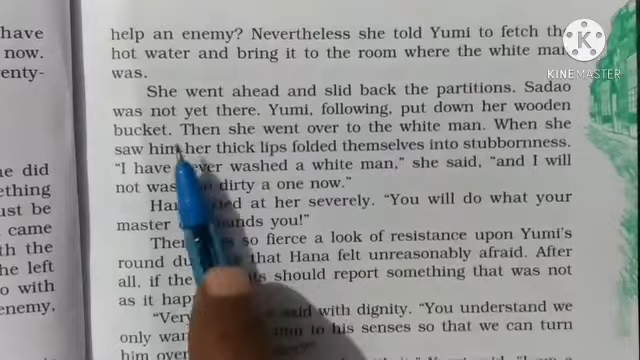 have
now.
enty-
help an enemy? Nevertheless she told Yumi to fetch the
hot water and bring it to the room where the white man
was.
She went ahead and slid back the partitions. Sadao
was not yet there. Yumi, following, put down her wooden
bucket. Then she went over to the white man. When she
saw him her thick lips folded themselves into stubbornness.
"I have never washed a white man," she said, "and I will
not dirty a one now."
at her severely. "You will do what your
master you!"
so fierce a look of resistance upon Yumi's
round that Hana felt unreasonably afraid. After
all, if the should report something that was not
as it
said with dignity. "You understand we
only to his senses so that we can turn
him over
e did
ething
ust be
came
th the
he left
o with
enemy,
KINEMASTER